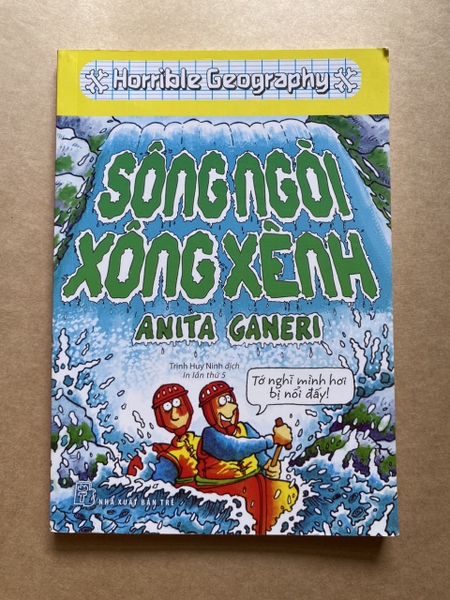 Horrible Geography
SÔNG NGÒI
XÔNG XÊNH
ANITA GANERI
Trịnh Huy Ninh dịch
In lần thứ 5
Tớ nghĩ mình hơi
bị nổi đấy!
NHÀ XUẤT BẢN TRẺ